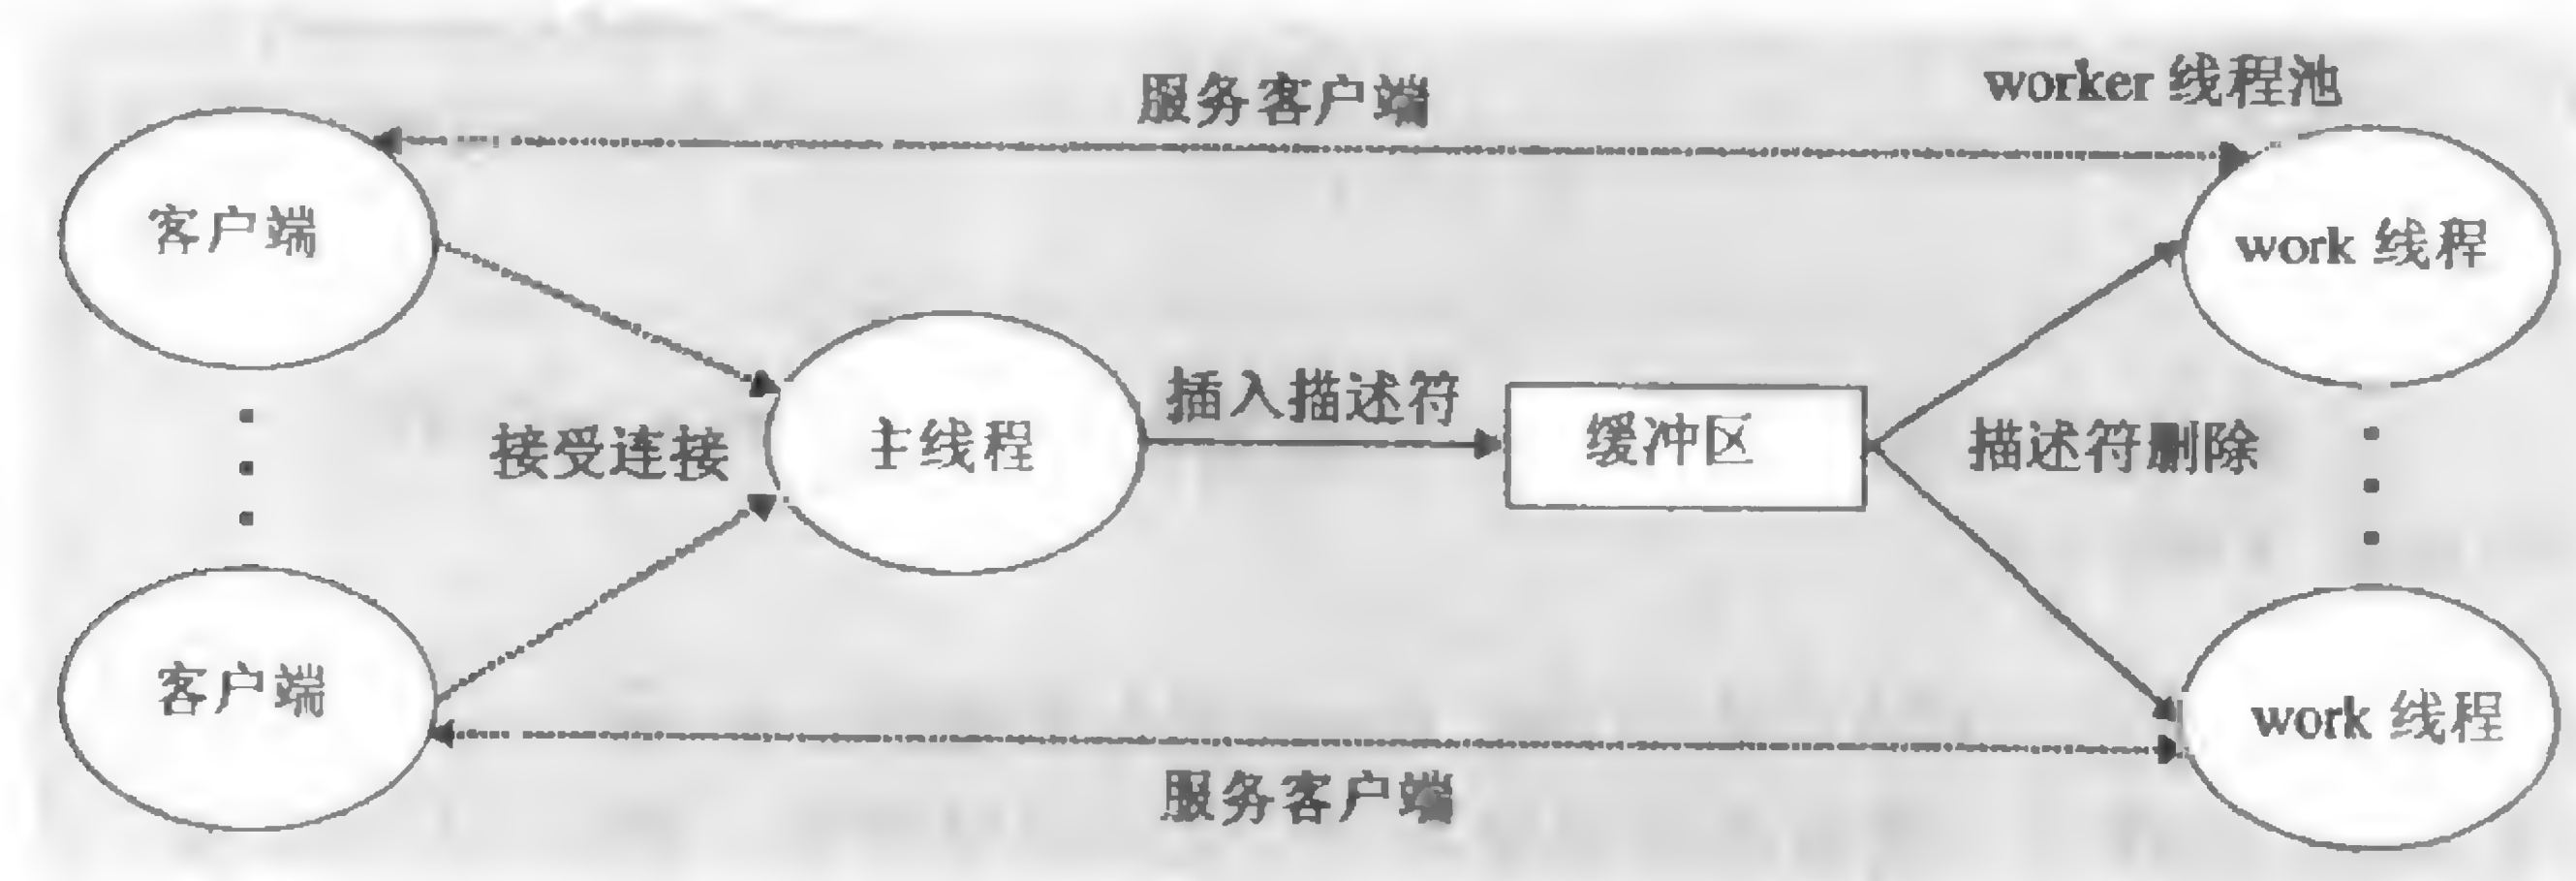 服务客户端
worker 线程池
客户端
work 线程
接受连接
主线程
插入描述符
缓冲区
描述符删除
客户端
work 线程
服务客户端